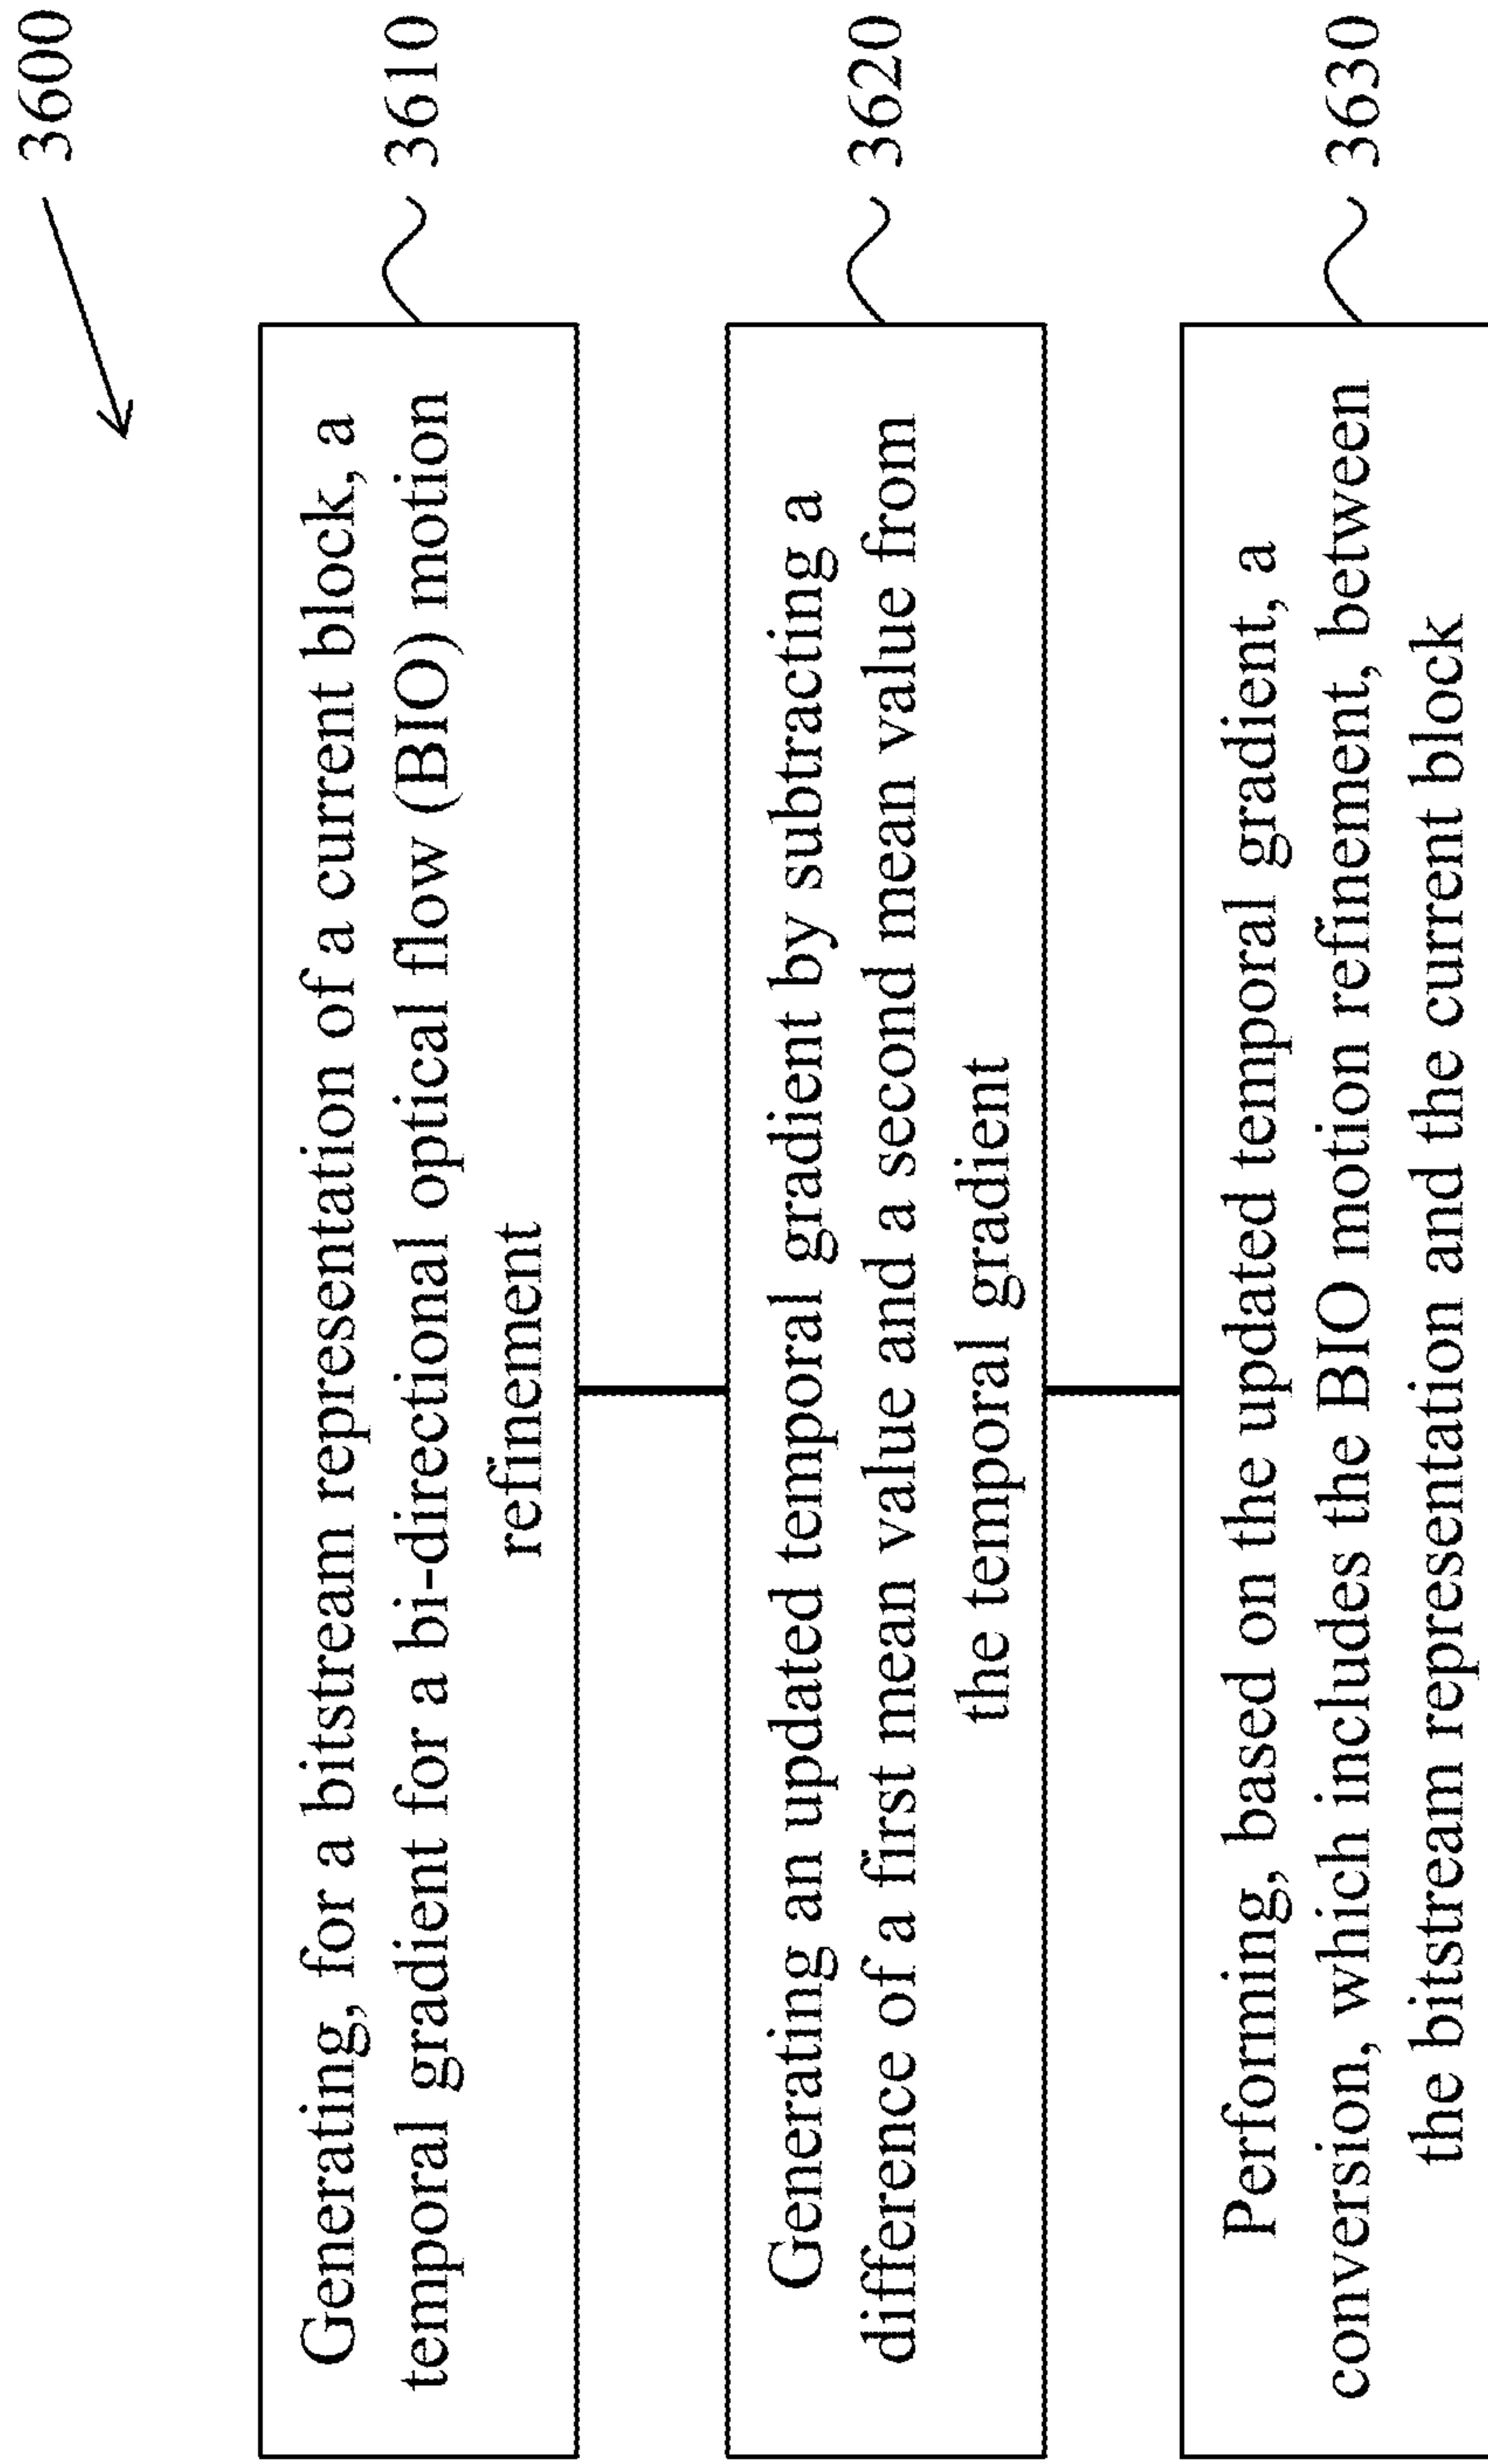 3600
Generating, for a bitstream representation of a current block, a
temporal gradient for a bi-directional optical flow (BIO) motion
refinement
3610
Generating an updated temporal gradient by subtracting a
difference of a first mean value and a second mean value from
the temporal gradient
3620
Performing, based on the updated temporal gradient, a
conversion, which includes the BIO motion refinement, between
the bitstream representation and the current block
3630